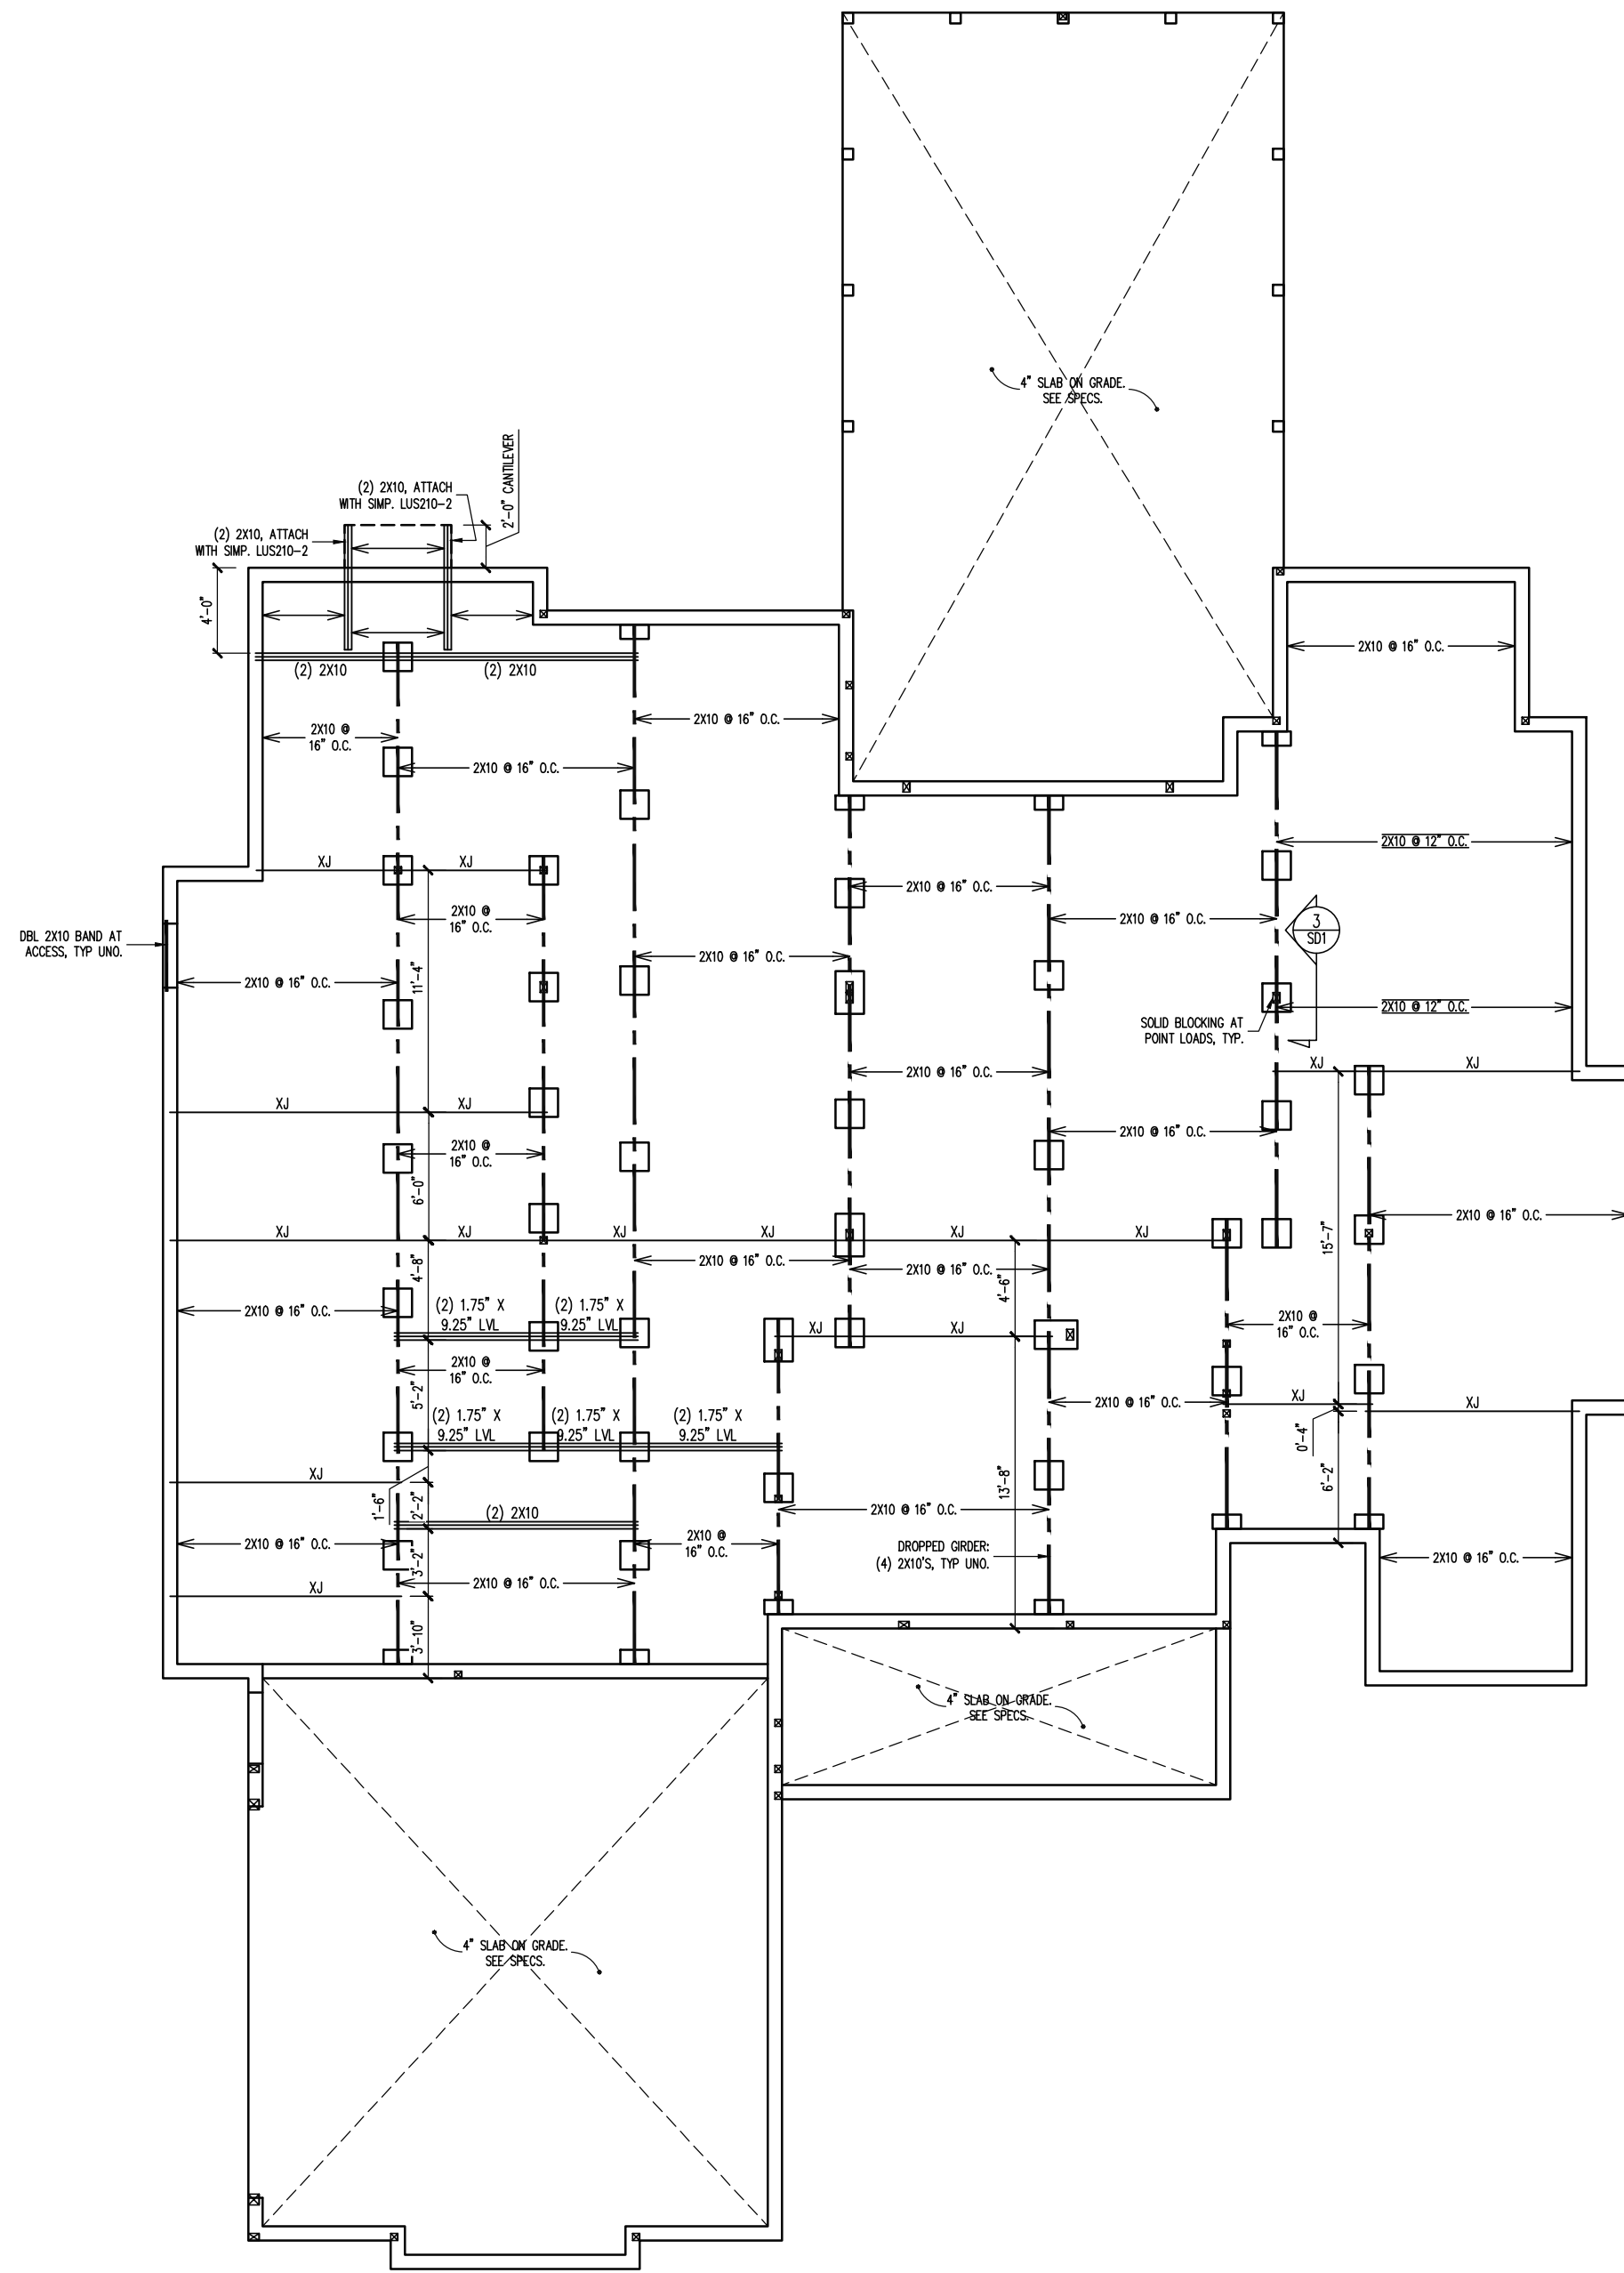 4" SLAB ON GRADE.
SEE SPECS.
2'-0" CANTILEVER
(2) 2X10, ATTACH
WITH SIMP. LUS210-2
(2) 2X10, ATTACH
WITH SIMP. LUS210-2
4'-0"
(2) 2X10
(2) 2X10
2X10 @ 16" O.C.
2X10 @
16" O.C.
2X10 @ 16" O.C.
2X10 @ 16" O.C.
2X10 @ 12" O.C.
XJ
XJ
2X10 @ 16" O.C.
2X10 @
16" O.C.
2X10 @ 16" O.C.
3
SD1
DBL 2X10 BAND AT
ACCESS, TYP UNO.
2X10 @ 16" O.C.
11'-4"
2X10 @ 16" O.C.
2X10 @ 12" O.C.
SOLID BLOCKING AT
POINT LOADS, TYP.
XJ
XJ
2X10 @ 16" O.C.
XJ
XJ
2X10 @ 16" O.C.
2X10 @
16" O.C.
6'-0"
2X10 @ 16" O.C.
XJ
XJ
XJ
XJ
XJ
XJ
15'-7"
4'-8"
2X10 @ 16" O.C.
2X10 @ 16" O.C.
4'-6"
2X10 @ 16" O.C.
(2) 1.75" X
9.25" LVL
(2) 1.75" X
9.25" LVL
XJ
XJ
2X10 @
16" O.C.
2X10 @
16" O.C.
5'-2"
2X10 @ 16" O.C.
XJ
XJ
(2) 1.75" X
9.25" LVL
(2) 1.75" X
9.25" LVL
(2) 1.75" X
9.25" LVL
0'-4"
6'-2"
XJ
1'-6"
2'-2"
(2) 2X10
13'-8"
2X10 @ 16" O.C.
2X10 @ 16" O.C.
2X10 @
16" O.C.
DROPPED GIRDER:
(4) 2X10'S, TYP UNO.
2X10 @ 16" O.C.
3'-2"
XJ
2X10 @ 16" O.C.
3'-10"
4" SLAB ON GRADE.
SEE SPECS.
4" SLAB ON GRADE.
SEE SPECS.